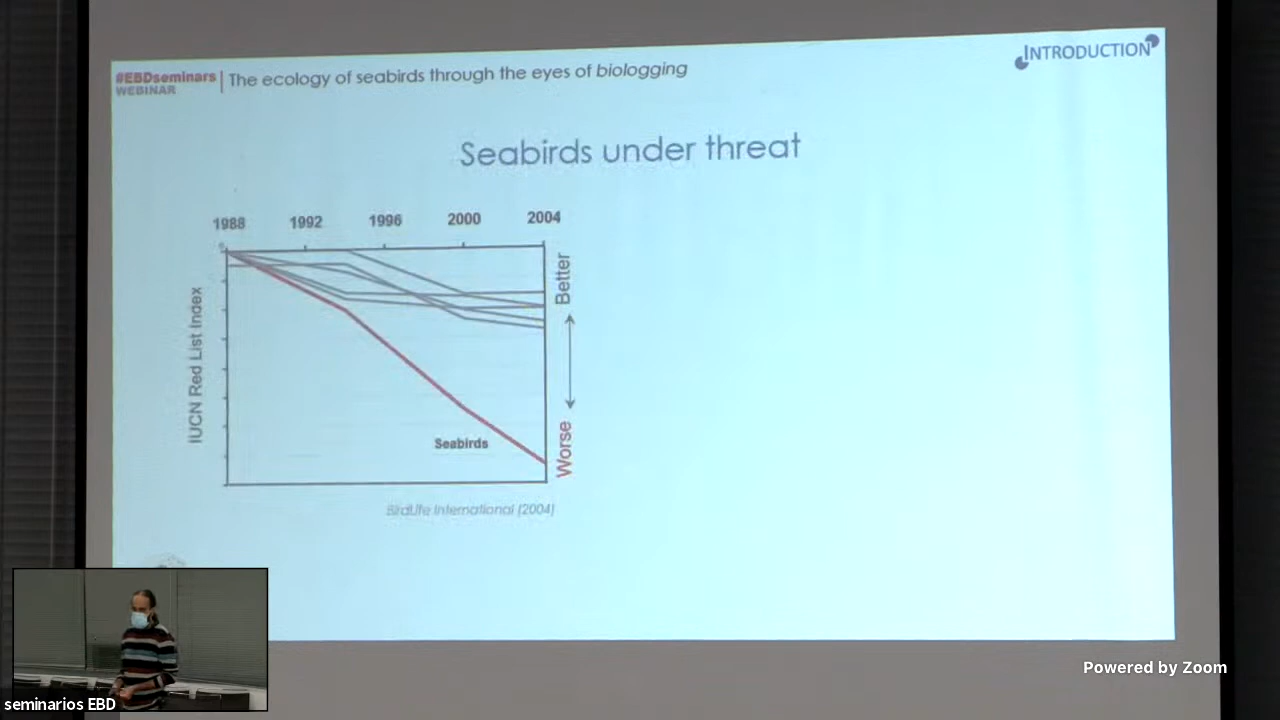 #EBDseminars
WEBINAR
The ecology of seabirds through the eyes of biologging
INTRODUCTION
Seabirds under threat
1988 1992 1996 2000 2004
IUCN Red List Index
Better
Worse
Seabirds
BirdLife International (2004)
seminarios EBD
Powered by Zoom